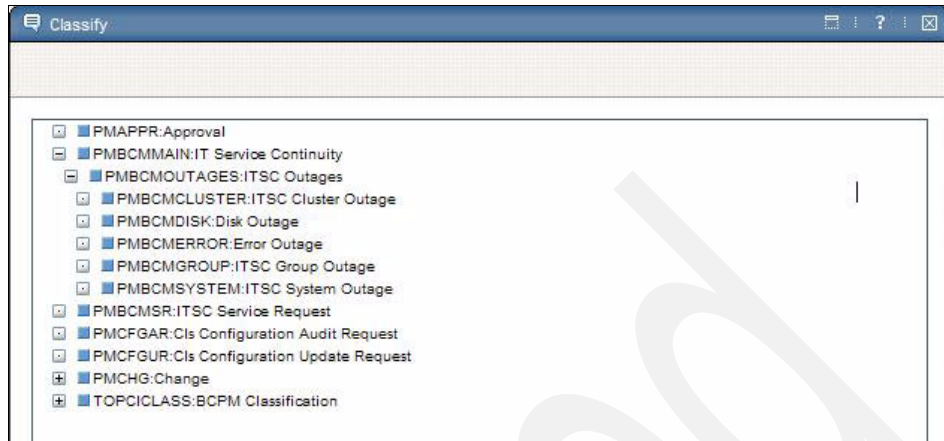 Classify
?
PMAPPR:Approval
PMBCMMAIN:IT Service Continuity
PMBCMOUTAGES:ITSC Outages
PMBCMCLUSTER:ITSC Cluster Outage
PMBCMDISK:Disk Outage
PMBCMERROR:Error Outage
PMBCMGROUP:ITSC Group Outage
PMBCMSYSTEM:ITSC System Outage
PMBCMSR:ITSC Service Request
PMCFGAR:CIs Configuration Audit Request
PMCFGUR:CIs Configuration Update Request
PMCHG:Change
TOPCICLASS:BCPM Classification